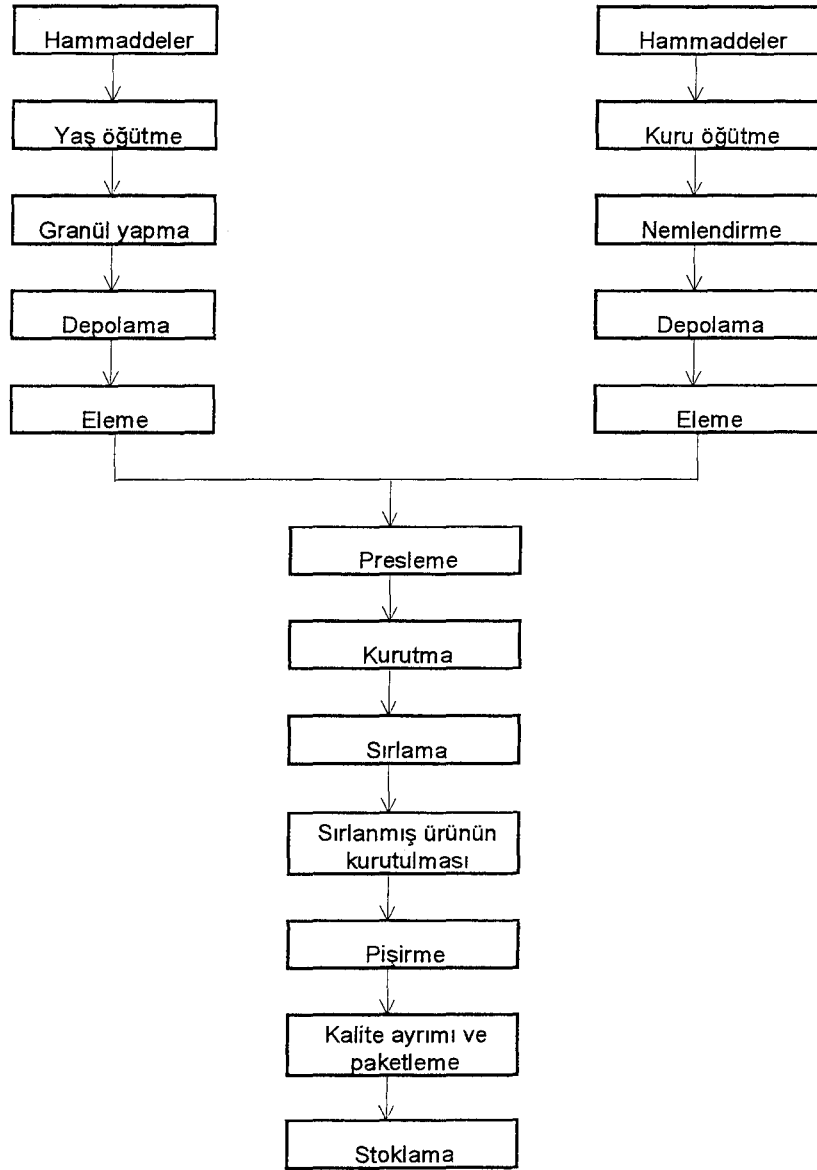 Hammaddeler
Yaş öğütme
Granül yapma
Depolama
Eleme
Hammaddeler
Kuru öğütme
Nemlendirme
Depolama
Eleme
Presleme
Kurutma
Sırlama
Sırlanmış ürünün
kurutulması
Pişirme
Kalite ayrımı ve
paketleme
Stoklama